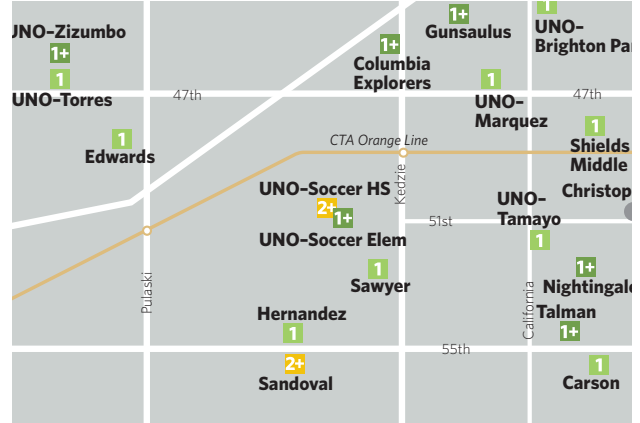 UNO–Zizumbo
1+
1
UNO–Torres
47th
1
Edwards
1+
Columbia
Explorers
1+
Gunsaulus
1
UNO–
Brighton Par
1
UNO–
Marquez
47th
1
Shields
Middle
CTA Orange Line
Kedzie
UNO–Soccer HS
2+
1+
UNO–Soccer Elem
51st
UNO–
Tamayo
1
Christop
1
Sawyer
1+
Nightingale
Pulaski
Hernandez
1
California
Talman
1+
55th
2+
Sandoval
1
Carson